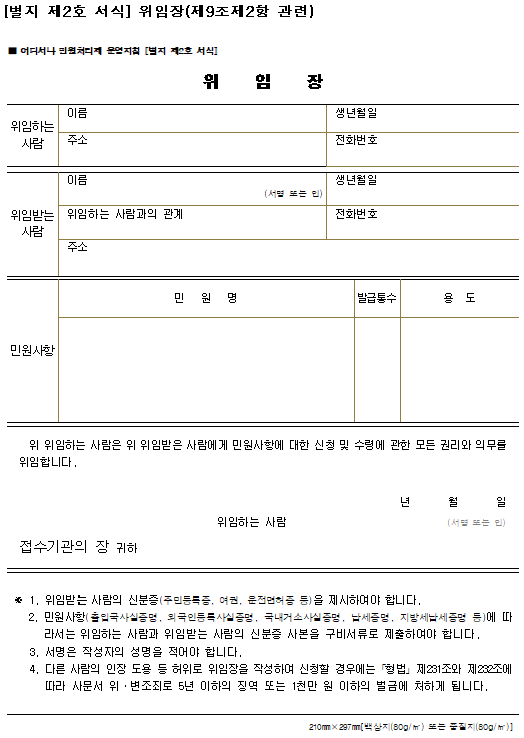 [별지 제2호 서식] 위임장(제9조제2항 관련)
■ 어디서나 민원처리제 운영지침 [별지 제2호 서식]
위 임 장
위임하는 사람
이름
생년월일
주소
전화번호
위임받는 사람
이름
(서명 또는 인)
생년월일
위임하는 사람과의 관계
전화번호
주소
민원사항
민 원 명
발급통수
용 도
위 위임하는 사람은 위 위임받은 사람에게 민원사항에 대한 신청 및 수령에 관한 모든 권리와 의무를
위임합니다.
년 월 일
위임하는 사람
(서명 또는 인)
접수기관의 장 귀하
※ 1. 위임받는 사람의 신분증(주민등록증, 여권, 운전면허증 등)을 제시하여야 합니다.
2. 민원사항(출입국사실증명, 외국인등록사실증명, 국내거소사실증명, 납세증명, 지방세납세증명 등)에 따
라서는 위임하는 사람과 위임받는 사람의 신분증 사본을 구비서류로 제출하여야 합니다.
3. 서명은 작성자의 성명을 적어야 합니다.
4. 다른 사람의 인장 도용 등 허위로 위임장을 작성하여 신청할 경우에는 「형법」 제231조와 제232조에
따라 사문서 위·변조죄로 5년 이하의 징역 또는 1천만 원 이하의 벌금에 처하게 됩니다.
210㎜×297㎜[백상지(80g/㎡) 또는 중질지(80g/㎡)]